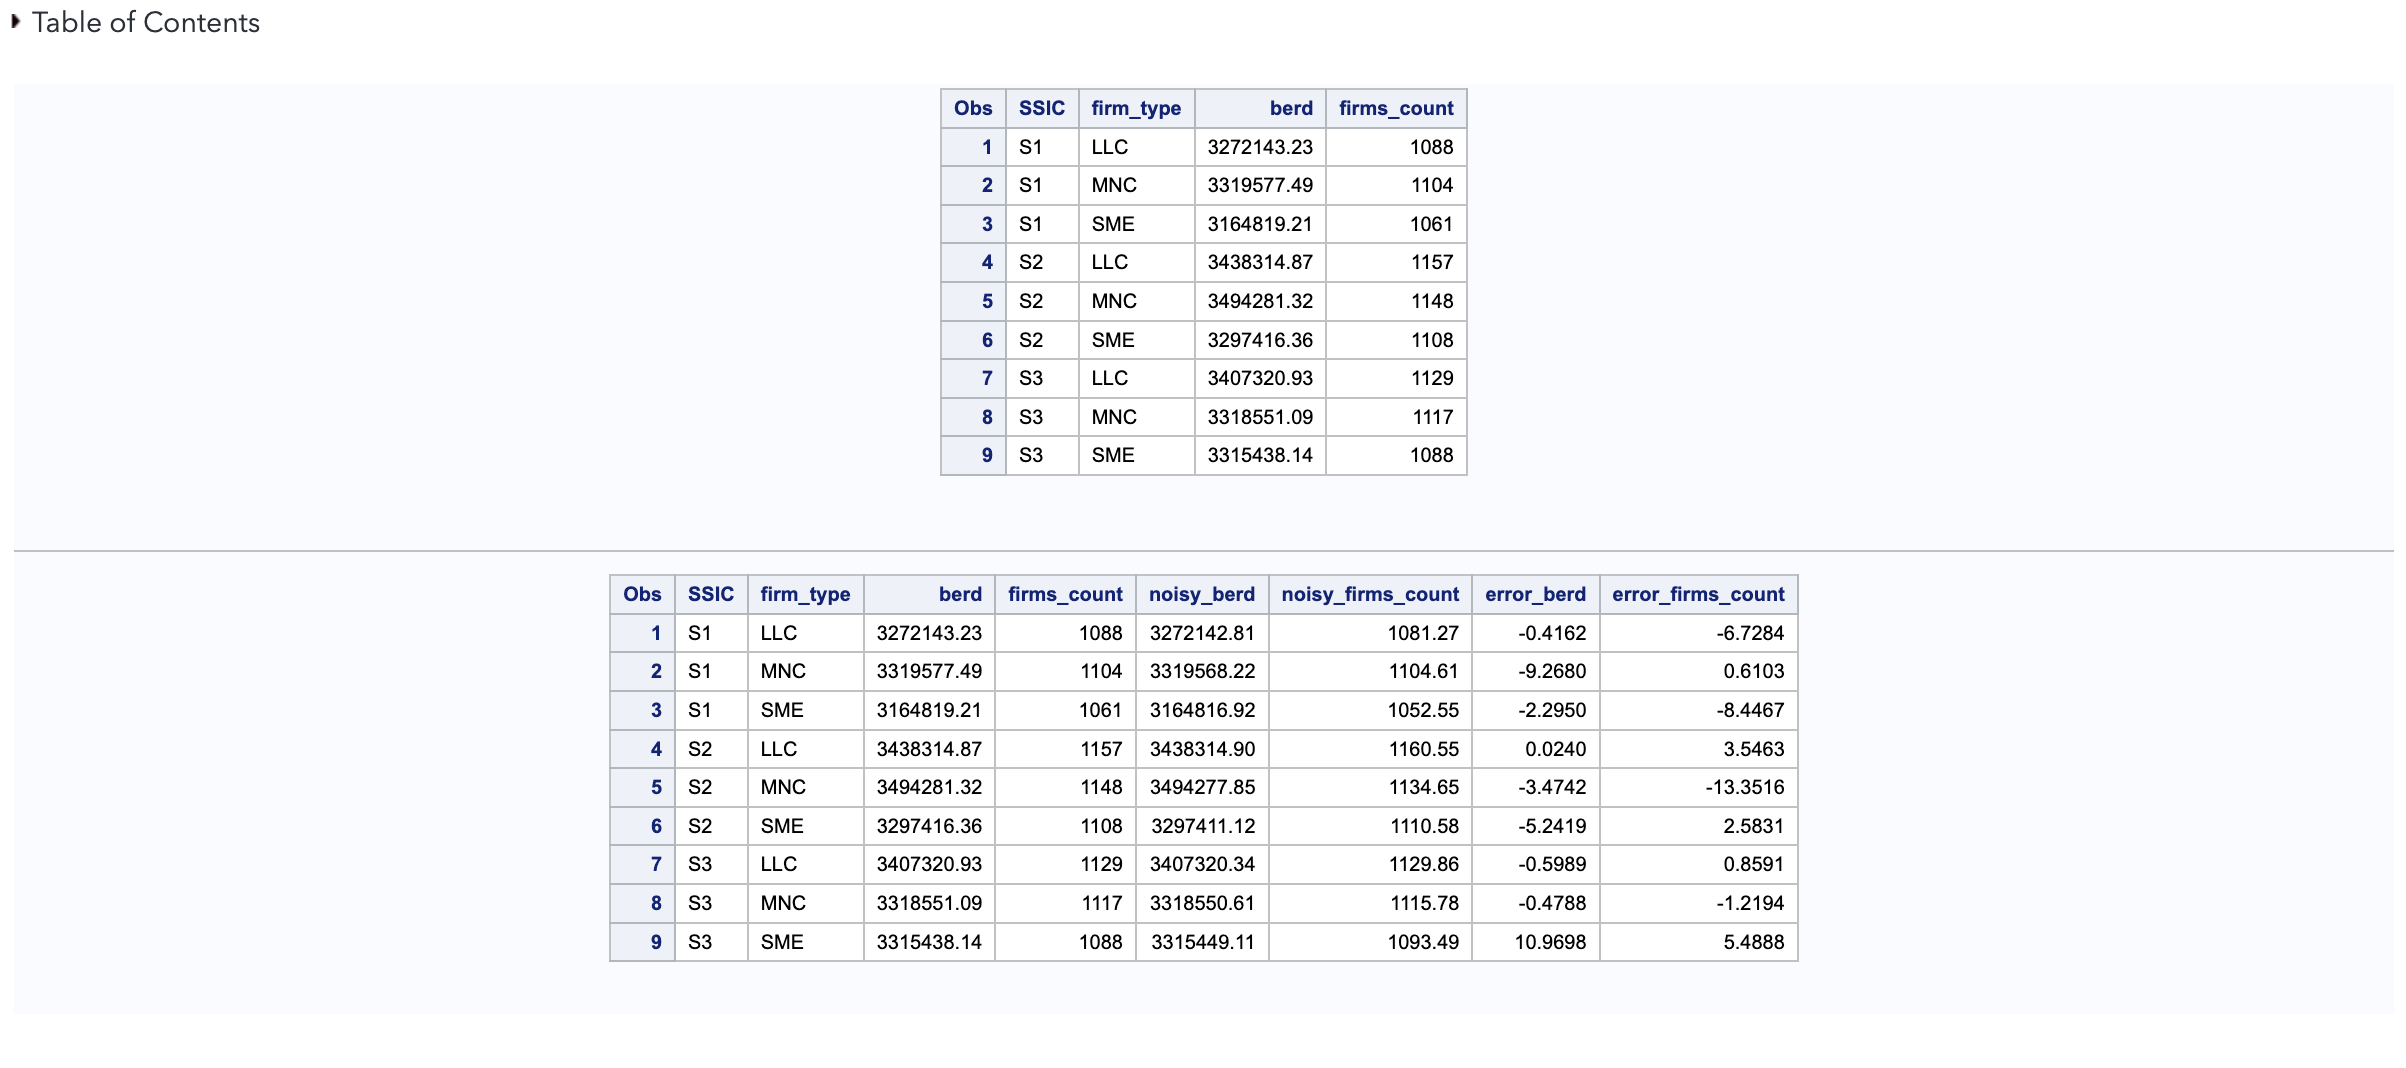 Table of Contents
Obs SSIC firm_type berd firms_count
1 S1 LLC 3272143.23 1088
2 S1 MNC 3319577.49 1104
3 S1 SME 3164819.21 1061
4 S2 LLC 3438314.87 1157
5 S2 MNC 3494281.32 1148
6 S2 SME 3297416.36 1108
7 S3 LLC 3407320.93 1129
8 S3 MNC 3318551.09 1117
9 S3 SME 3315438.14 1088
Obs SSIC firm_type berd firms_count noisy_berd noisy_firms_count error_berd error_firms_count
1 S1 LLC 3272143.23 1088 3272142.81 1081.27 -0.4162 -6.7284
2 S1 MNC 3319577.49 1104 3319568.22 1104.61 -9.2680 0.6103
3 S1 SME 3164819.21 1061 3164816.92 1052.55 -2.2950 -8.4467
4 S2 LLC 3438314.87 1157 3438314.90 1160.55 0.0240 3.5463
5 S2 MNC 3494281.32 1148 3494277.85 1134.65 -3.4742 -13.3516
6 S2 SME 3297416.36 1108 3297411.12 1110.58 -5.2419 2.5831
7 S3 LLC 3407320.93 1129 3407320.34 1129.86 -0.5989 0.8591
8 S3 MNC 3318551.09 1117 3318550.61 1115.78 -0.4788 -1.2194
9 S3 SME 3315438.14 1088 3315449.11 1093.49 10.9698 5.4888